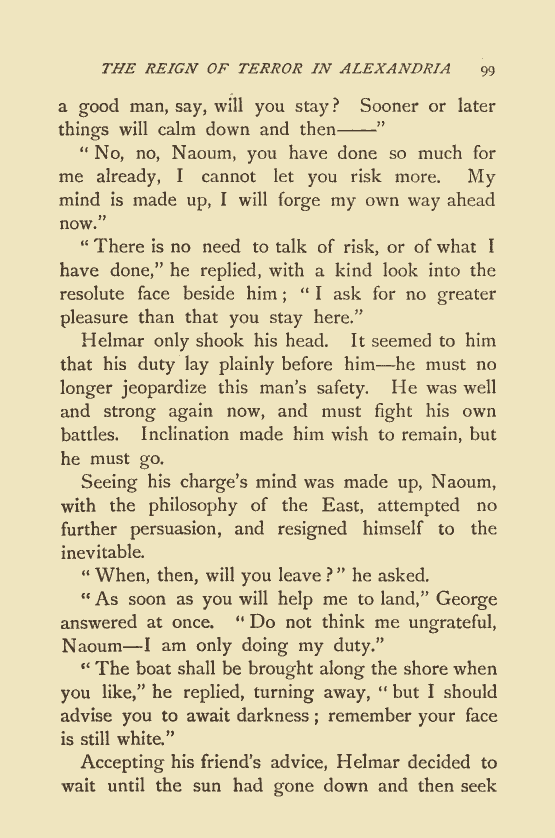 THE REIGN OF TERROR IN ALEXANDRIA 99
a good man, say, will you stay? Sooner or later
things will calm down and then——”
“No, no, Naoum, you have done so much for
me already, I cannot let you risk more. My
mind is made up, I will forge my own way ahead
now.”
“There is no need to talk of risk, or of what I
have done,” he replied, with a kind look into the
resolute face beside him; “I ask for no greater
pleasure than that you stay here.”
Helmar only shook his head. It seemed to him
that his duty lay plainly before him—he must no
longer jeopardize this man’s safety. He was well
and strong again now, and must fight his own
battles. Inclination made him wish to remain, but
he must go.
Seeing his charge’s mind was made up, Naoum,
with the philosophy of the East, attempted no
further persuasion, and resigned himself to the
inevitable.
“When, then, will you leave?” he asked.
“As soon as you will help me to land,” George
answered at once. “Do not think me ungrateful,
Naoum—I am only doing my duty.”
“The boat shall be brought along the shore when
you like,” he replied, turning away, “but I should
advise you to await darkness; remember your face
is still white.”
Accepting his friend’s advice, Helmar decided to
wait until the sun had gone down and then seek